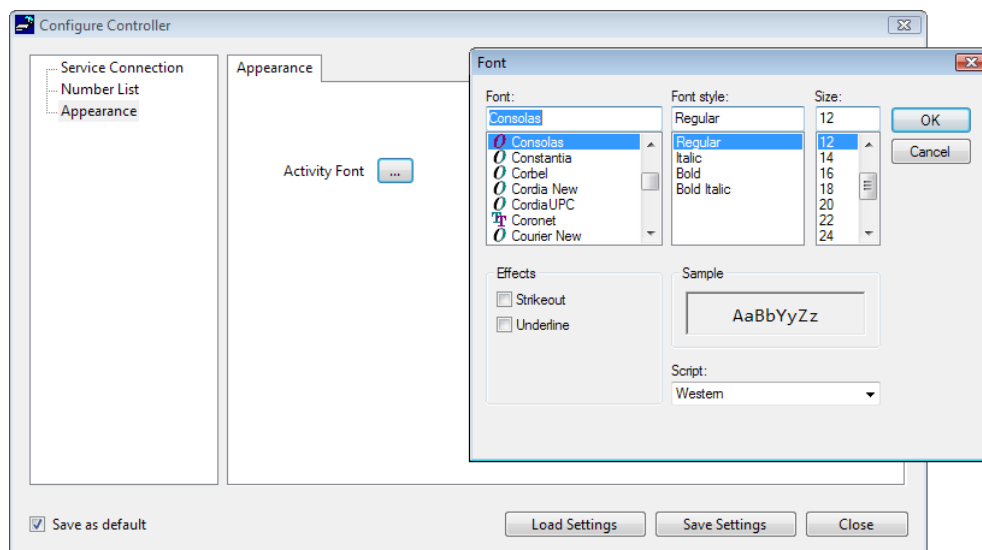 Configure Controller
Service Connection
Number List
Appearance
Appearance
Activity Font
...
Font
Font:
Consolas
Consolas
Constantia
Corbel
Cordia New
CordiaUPC
Coronet
Courier New
Font style:
Regular
Regular
Italic
Bold
Bold Italic
Size:
12
12
14
16
18
20
22
24
OK
Cancel
Effects
Strikeout
Underline
Sample
AaBbYyZz
Script:
Western
Save as default
Load Settings
Save Settings
Close